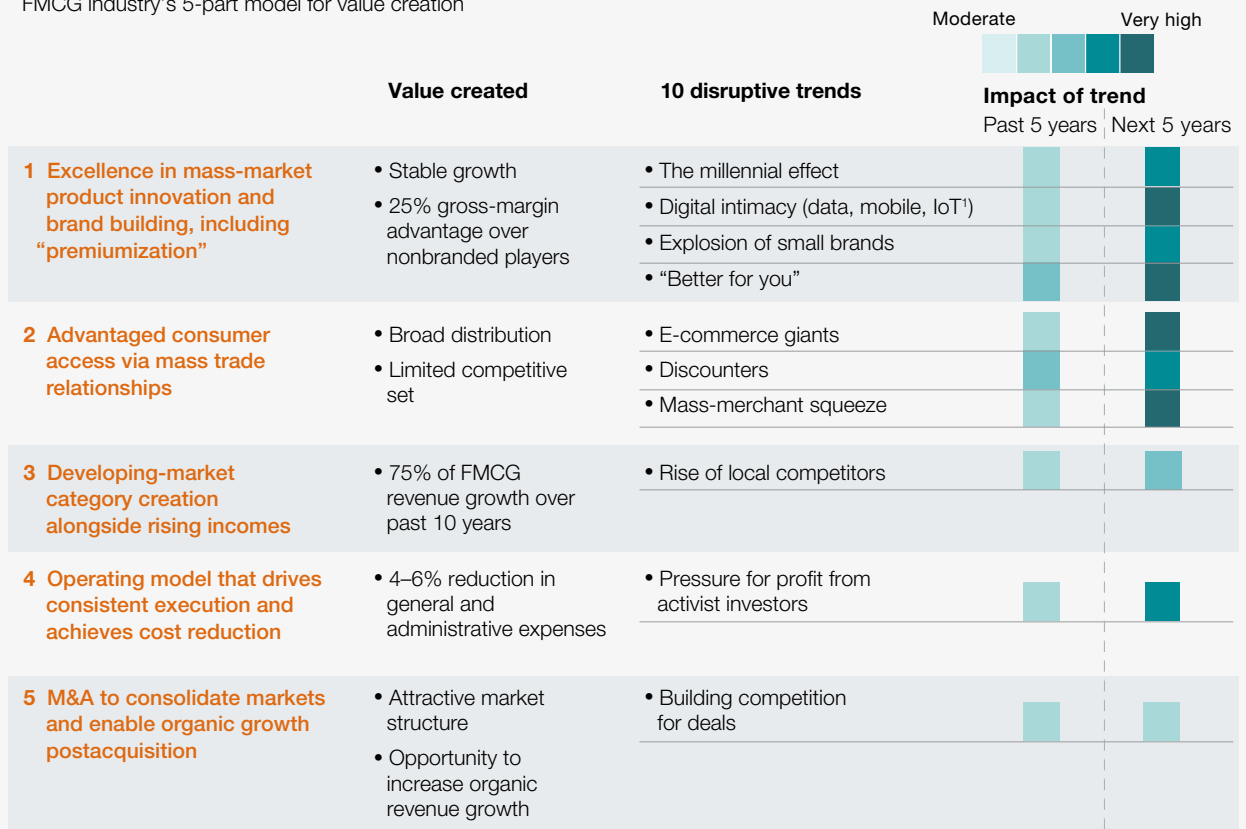 FMCG industry's 5-part model for value creation
Moderate
Very high
Value created
10 disruptive trends
Impact of trend
Past 5 years
Next 5 years
1 Excellence in mass-market
product innovation and
brand building, including
“premiumization”
• Stable growth
• 25% gross-margin
advantage over
nonbranded players
• The millennial effect
• Digital intimacy (data, mobile, IoT¹)
• Explosion of small brands
• “Better for you”
2 Advantaged consumer
access via mass trade
relationships
• Broad distribution
• Limited competitive
set
• E-commerce giants
• Discounters
• Mass-merchant squeeze
3 Developing-market
category creation
alongside rising incomes
• 75% of FMCG
revenue growth over
past 10 years
• Rise of local competitors
4 Operating model that drives
consistent execution and
achieves cost reduction
• 4–6% reduction in
general and
administrative expenses
• Pressure for profit from
activist investors
5 M&A to consolidate markets
and enable organic growth
postacquisition
• Attractive market
structure
• Opportunity to
increase organic
revenue growth
• Building competition
for deals